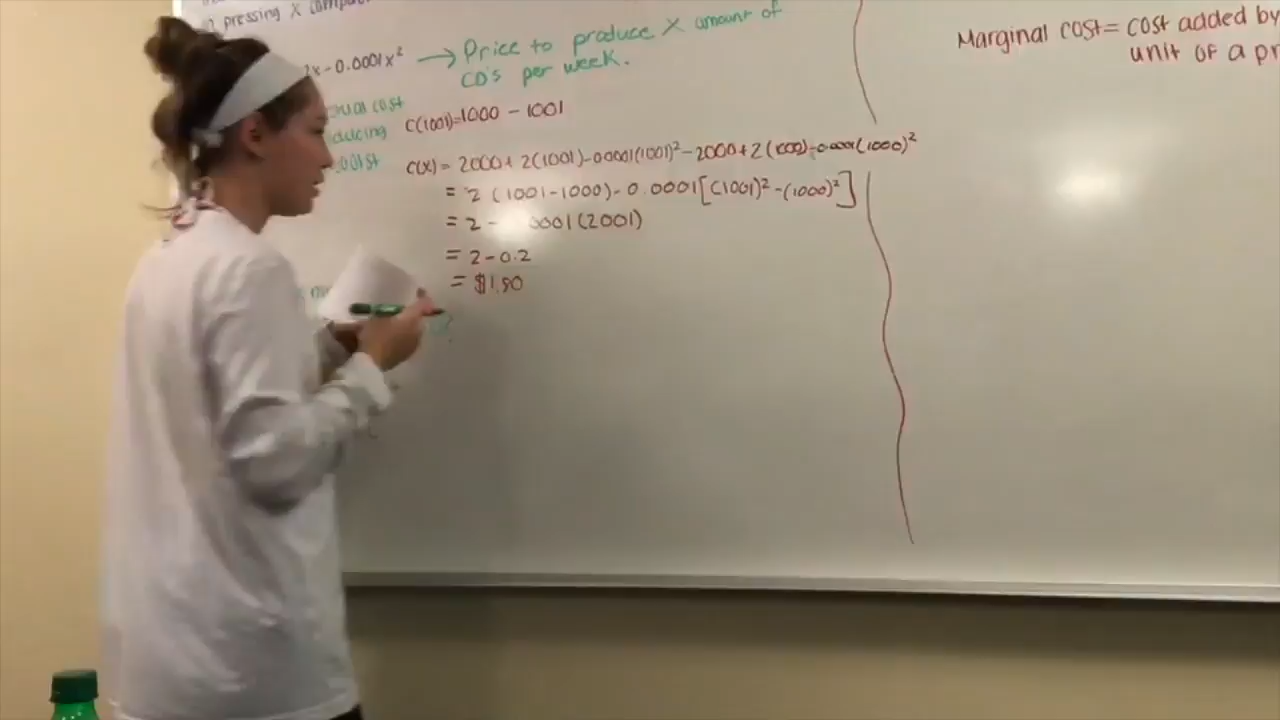 pressing X
2x-0.0001x² → Price to produce X amount of
CD's per week.
cost
C(1001)=1000 - 1001
C(X) = 2000+2(1001)-0.0001(1001)²-2000+2(1000)-0.0001(1000)²
= 2 (1001-1000)-0.0001[(1001)²-(1000)²]
= 2 - 0001(2001)
= 2-0.2
= $1.80
?
Marginal cost= cost added by
unit of a pr